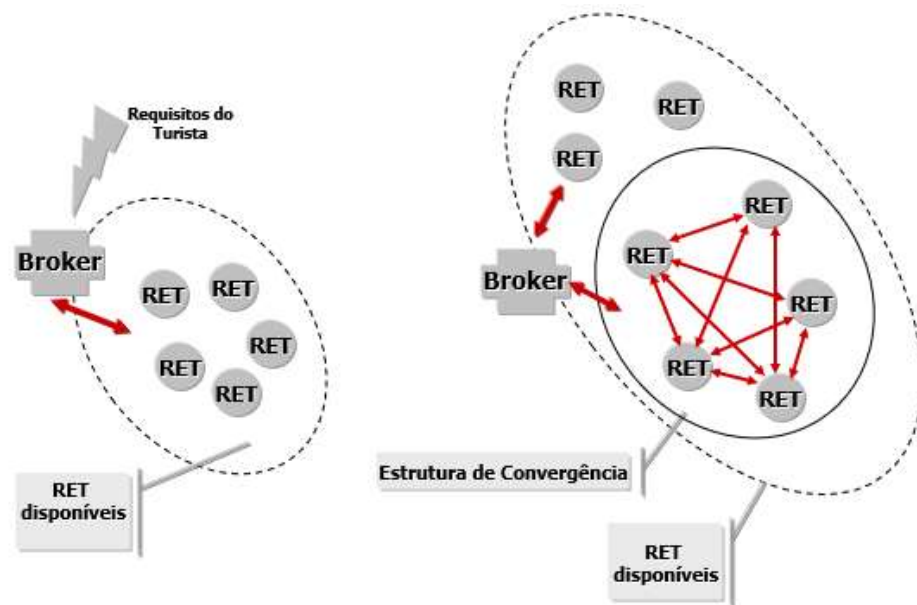 Requisitos do
Turista
Broker
RET
RET
RET
RET
RET
RET
disponíveis
RET
RET
RET
Broker
RET
RET
RET
RET
RET
Estrutura de Convergência
RET
disponíveis